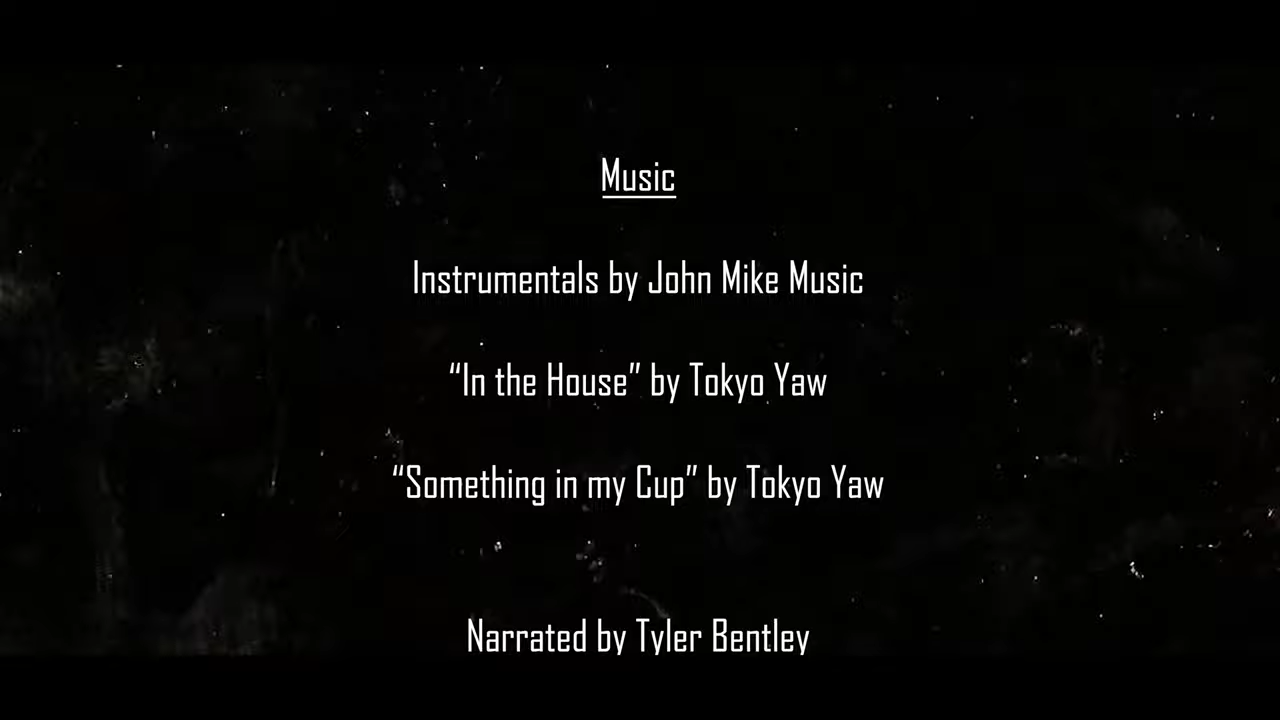 Music
Instrumentals by John Mike Music
“In the House” by Tokyo Yaw
“Something in my Cup” by Tokyo Yaw
Narrated by Tyler Bentley